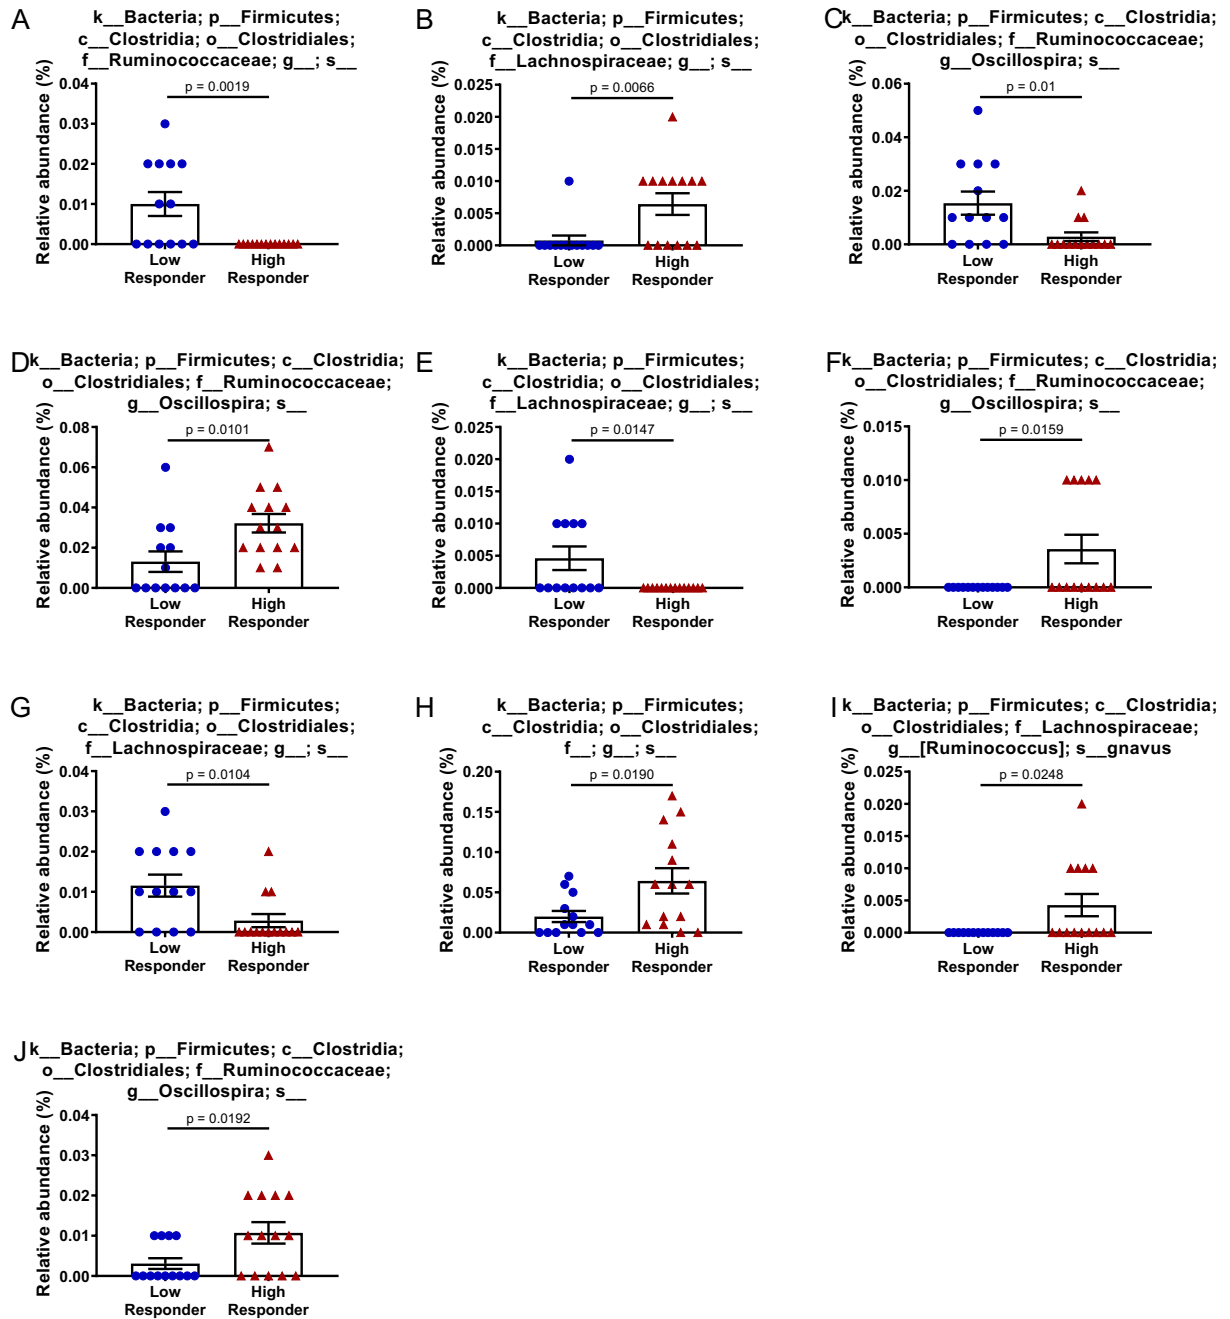 A
k__Bacteria; p__Firmicutes;
c__Clostridia; o__Clostridiales;
f__Ruminococcaceae; g__; s__
Relative abundance (%)
0.04
0.03
0.02
0.01
0.00
p = 0.0019
Low
Responder
High
Responder
B
k__Bacteria; p__Firmicutes;
c__Clostridia; o__Clostridiales;
f__Lachnospiraceae; g__; s__
Relative abundance (%)
0.025
0.020
0.015
0.010
0.005
0.000
p = 0.0066
Low
Responder
High
Responder
C
k__Bacteria; p__Firmicutes; c__Clostridia;
o__Clostridiales; f__Ruminococcaceae;
g__Oscillospira; s__
Relative abundance (%)
0.06
0.04
0.02
0.00
p = 0.01
Low
Responder
High
Responder
D
k__Bacteria; p__Firmicutes; c__Clostridia;
o__Clostridiales; f__Ruminococcaceae;
g__Oscillospira; s__
Relative abundance (%)
0.08
0.06
0.04
0.02
0.00
p = 0.0101
Low
Responder
High
Responder
E
k__Bacteria; p__Firmicutes;
c__Clostridia; o__Clostridiales;
f__Lachnospiraceae; g__; s__
Relative abundance (%)
0.025
0.020
0.015
0.010
0.005
0.000
p = 0.0147
Low
Responder
High
Responder
F
k__Bacteria; p__Firmicutes; c__Clostridia;
o__Clostridiales; f__Ruminococcaceae;
g__Oscillospira; s__
Relative abundance (%)
0.015
0.010
0.005
0.000
p = 0.0159
Low
Responder
High
Responder
G
k__Bacteria; p__Firmicutes;
c__Clostridia; o__Clostridiales;
f__Lachnospiraceae; g__; s__
Relative abundance (%)
0.04
0.03
0.02
0.01
0.00
p = 0.0104
Low
Responder
High
Responder
H
k__Bacteria; p__Firmicutes;
c__Clostridia; o__Clostridiales;
f__; g__; s__
Relative abundance (%)
0.20
0.15
0.10
0.05
0.00
p = 0.0190
Low
Responder
High
Responder
I
k__Bacteria; p__Firmicutes; c__Clostridia;
o__Clostridiales; f__Lachnospiraceae;
g__[Ruminococcus]; s__gnavus
Relative abundance (%)
0.025
0.020
0.015
0.010
0.005
0.000
p = 0.0248
Low
Responder
High
Responder
J
k__Bacteria; p__Firmicutes; c__Clostridia;
o__Clostridiales; f__Ruminococcaceae;
g__Oscillospira; s__
Relative abundance (%)
0.04
0.03
0.02
0.01
0.00
p = 0.0192
Low
Responder
High
Responder